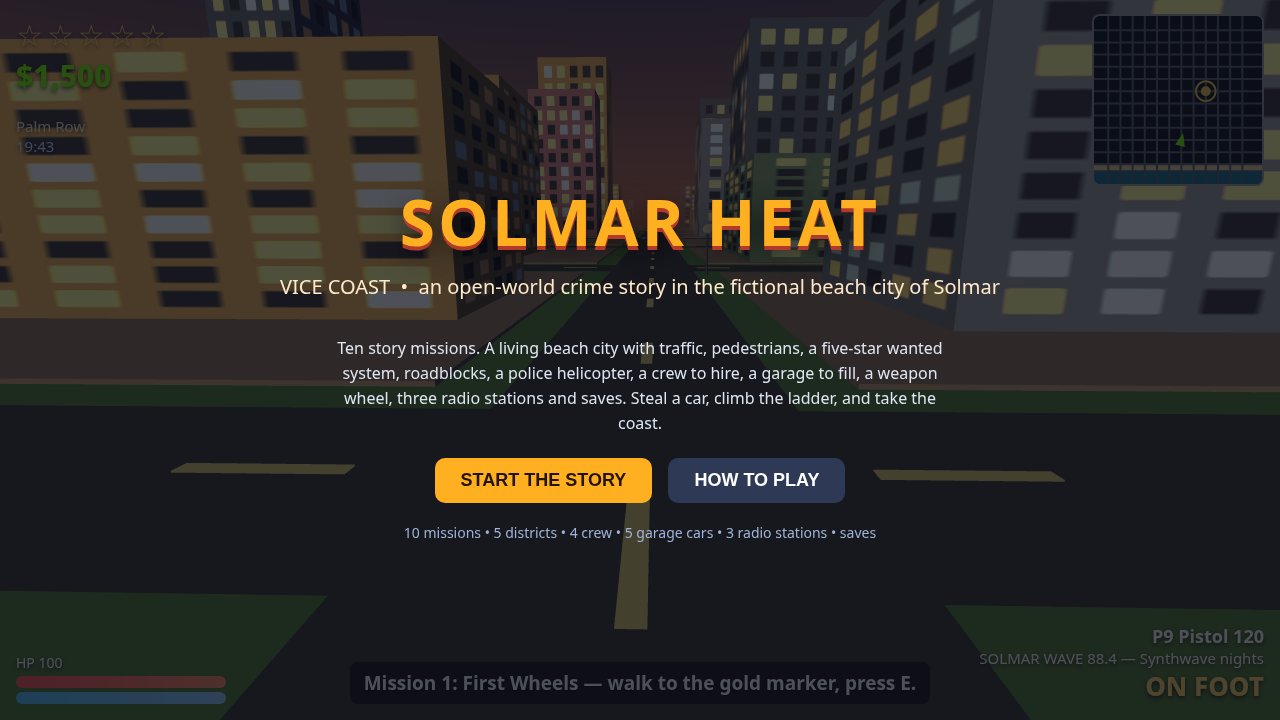 ☆☆☆☆☆
$1,500
Palm Row
19:43
SOLMAR HEAT
VICE COAST • an open-world crime story in the fictional beach city of Solmar
Ten story missions. A living beach city with traffic, pedestrians, a five-star wanted
system, roadblocks, a police helicopter, a crew to hire, a garage to fill, a weapon
wheel, three radio stations and saves. Steal a car, climb the ladder, and take the
coast.
START THE STORY
HOW TO PLAY
10 missions • 5 districts • 4 crew • 5 garage cars • 3 radio stations • saves
HP 100
Mission 1: First Wheels — walk to the gold marker, press E.
P9 Pistol 120
SOLMAR WAVE 88.4 — Synthwave nights
ON FOOT